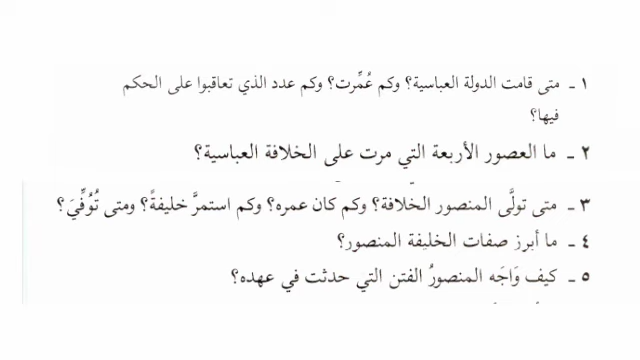 ١ ـ متى قامت الدولة العباسية؟ وكم عُمِّرت؟ وكم عدد الذي تعاقبوا على الحكم
فيها؟
٢ ـ ما العصور الأربعة التي مرت على الخلافة العباسية؟
٣ ـ متى تولَّى المنصور الخلافة؟ وكم كان عمره؟ وكم استمرَّ خليفةً؟ ومتى تُوُفِّيَ؟
٤ ـ ما أبرز صفات الخليفة المنصور؟
٥ ـ كيف وَاجَه المنصورُ الفتن التي حدثت في عهده؟